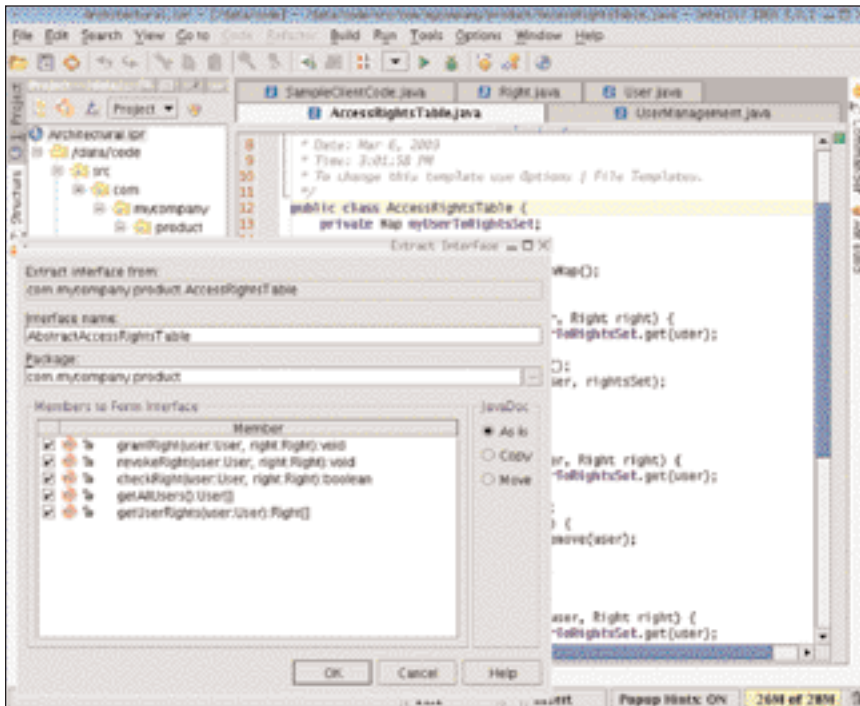 File Edit Search View Go to Code Refactor Build Run Tools Options Window Help
Project
SampleClientCode.java Right.java User.java
AccessRightsTable.java UserManagement.java
Project
Structure
Architectural.ipr
/data/code
src
com
mycompany
product
8 * Date: Mar 6, 2003
9 * Time: 3:01:58 PM
10 * To change this template use Options | File Templates.
11 */
12 public class AccessRightsTable {
13 private Map myUserToRightsSet;
Map();
r, Right right) {
ToRightsSet.get(user);
();
ser, rightsSet);
er, Right right) {
ToRightsSet.get(user);
;
) {
move(user);
user, Right right) {
ToRightsSet.get(user);
Extract Interface
Extract interface from:
com.mycompany.product.AccessRightsTable
Interface name:
AbstractAccessRightsTable
Package:
com.mycompany.product
Members to Form Interface
Member
grantRight(user:User, right:Right):void
revokeRight(user:User, right:Right):void
checkRight(user:User, right:Right):boolean
getAllUsers():User[]
getUserRights(user:User):Right[]
JavaDoc
As is
Copy
Move
OK Cancel Help
Popup Hints: ON 26M of 28M